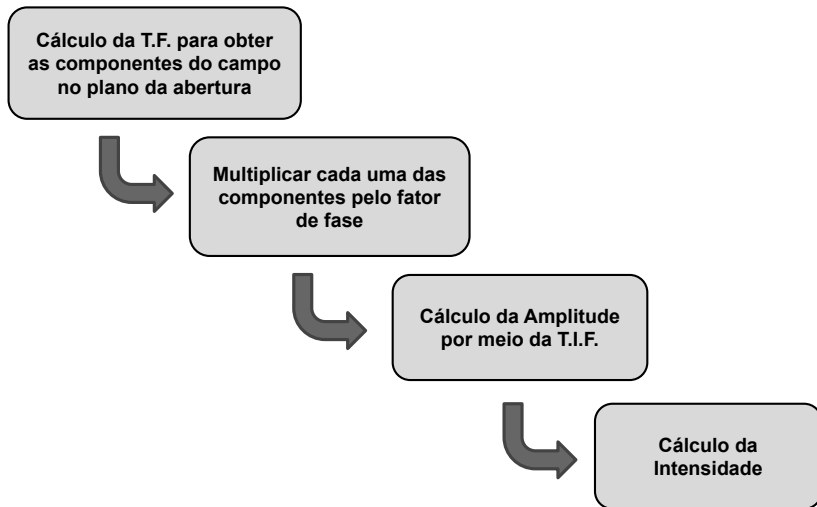 Cálculo da T.F. para obter
as componentes do campo
no plano da abertura
Multiplicar cada uma das
componentes pelo fator
de fase
Cálculo da Amplitude
por meio da T.I.F.
Cálculo da
Intensidade